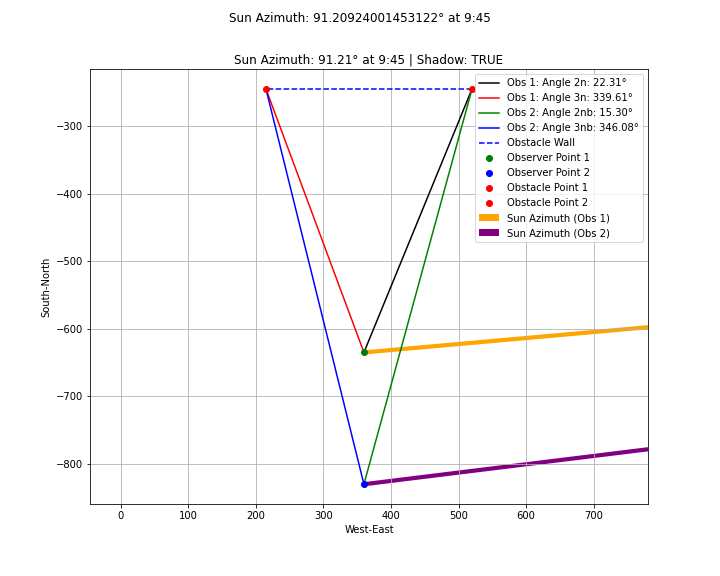 Sun Azimuth: 91.20924001453122° at 9:45
Sun Azimuth: 91.21° at 9:45 | Shadow: TRUE
Obs 1: Angle 2n: 22.31°
Obs 1: Angle 3n: 339.61°
Obs 2: Angle 2nb: 15.30°
Obs 2: Angle 3nb: 346.08°
Obstacle Wall
Observer Point 1
Observer Point 2
Obstacle Point 1
Obstacle Point 2
Sun Azimuth (Obs 1)
Sun Azimuth (Obs 2)
South-North
−300
−400
−500
−600
−700
−800
0 100 200 300 400 500 600 700
West-East